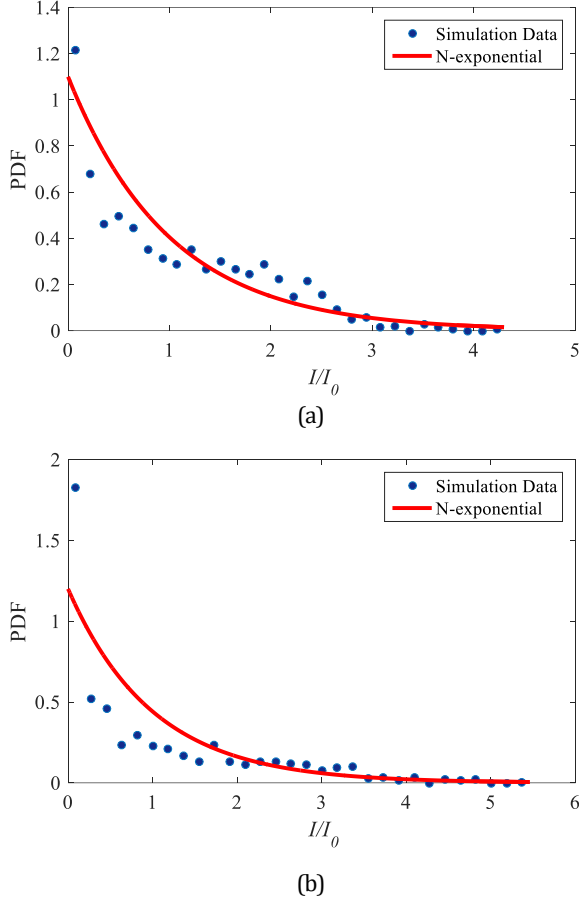 1.4
1.2
1
0.8
0.6
0.4
0.2
0
PDF
Simulation Data
N-exponential
0 1 2 3 4 5
I/I₀
(a)
2
1.5
1
0.5
0
PDF
Simulation Data
N-exponential
0 1 2 3 4 5 6
I/I₀
(b)